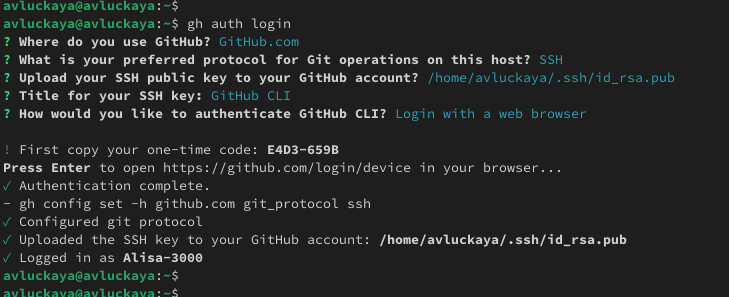 avluckaya@avluckaya:~$
avluckaya@avluckaya:~$ gh auth login
? Where do you use GitHub? GitHub.com
? What is your preferred protocol for Git operations on this host? SSH
? Upload your SSH public key to your GitHub account? /home/avluckaya/.ssh/id_rsa.pub
? Title for your SSH key: GitHub CLI
? How would you like to authenticate GitHub CLI? Login with a web browser
! First copy your one-time code: E4D3-659B
Press Enter to open https://github.com/login/device in your browser...
✓ Authentication complete.
- gh config set -h github.com git_protocol ssh
✓ Configured git protocol
✓ Uploaded the SSH key to your GitHub account: /home/avluckaya/.ssh/id_rsa.pub
✓ Logged in as Alisa-3000
avluckaya@avluckaya:~$
avluckaya@avluckaya:~$